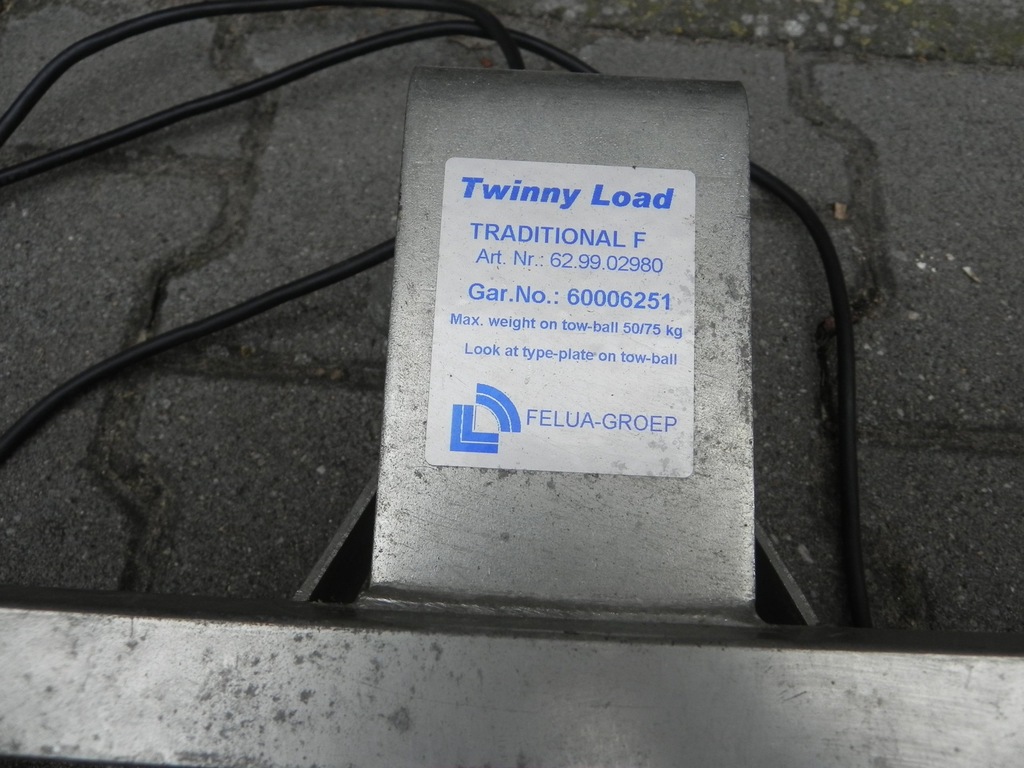 Twinny Load
TRADITIONAL F
Art. Nr.: 62.99.02980
Gar.No.: 60006251
Max. weight on tow-ball 50/75 kg
Look at type-plate on tow-ball
FELUA-GROEP